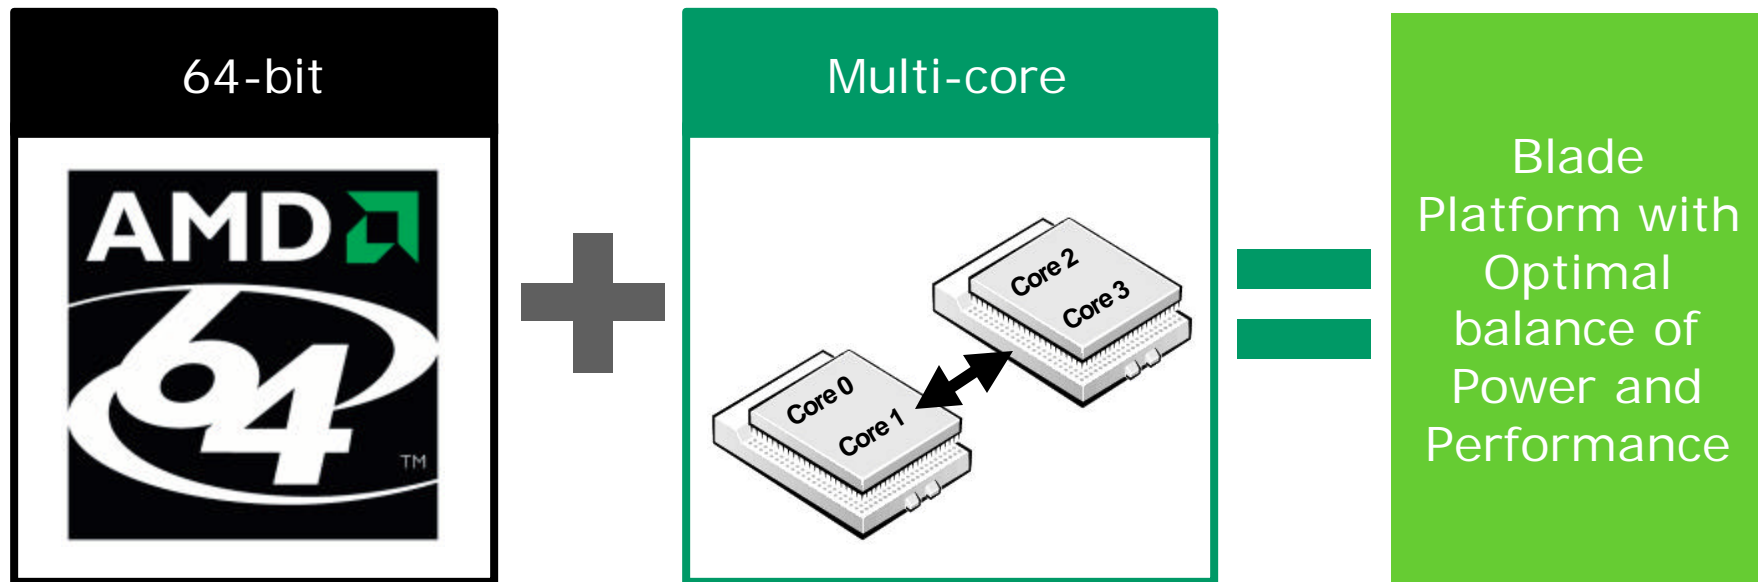 64-bit
AMD
64
TM
Multi-core
Core 2
Core 3
Core 0
Core 1
Blade
Platform with
Optimal
balance of
Power and
Performance